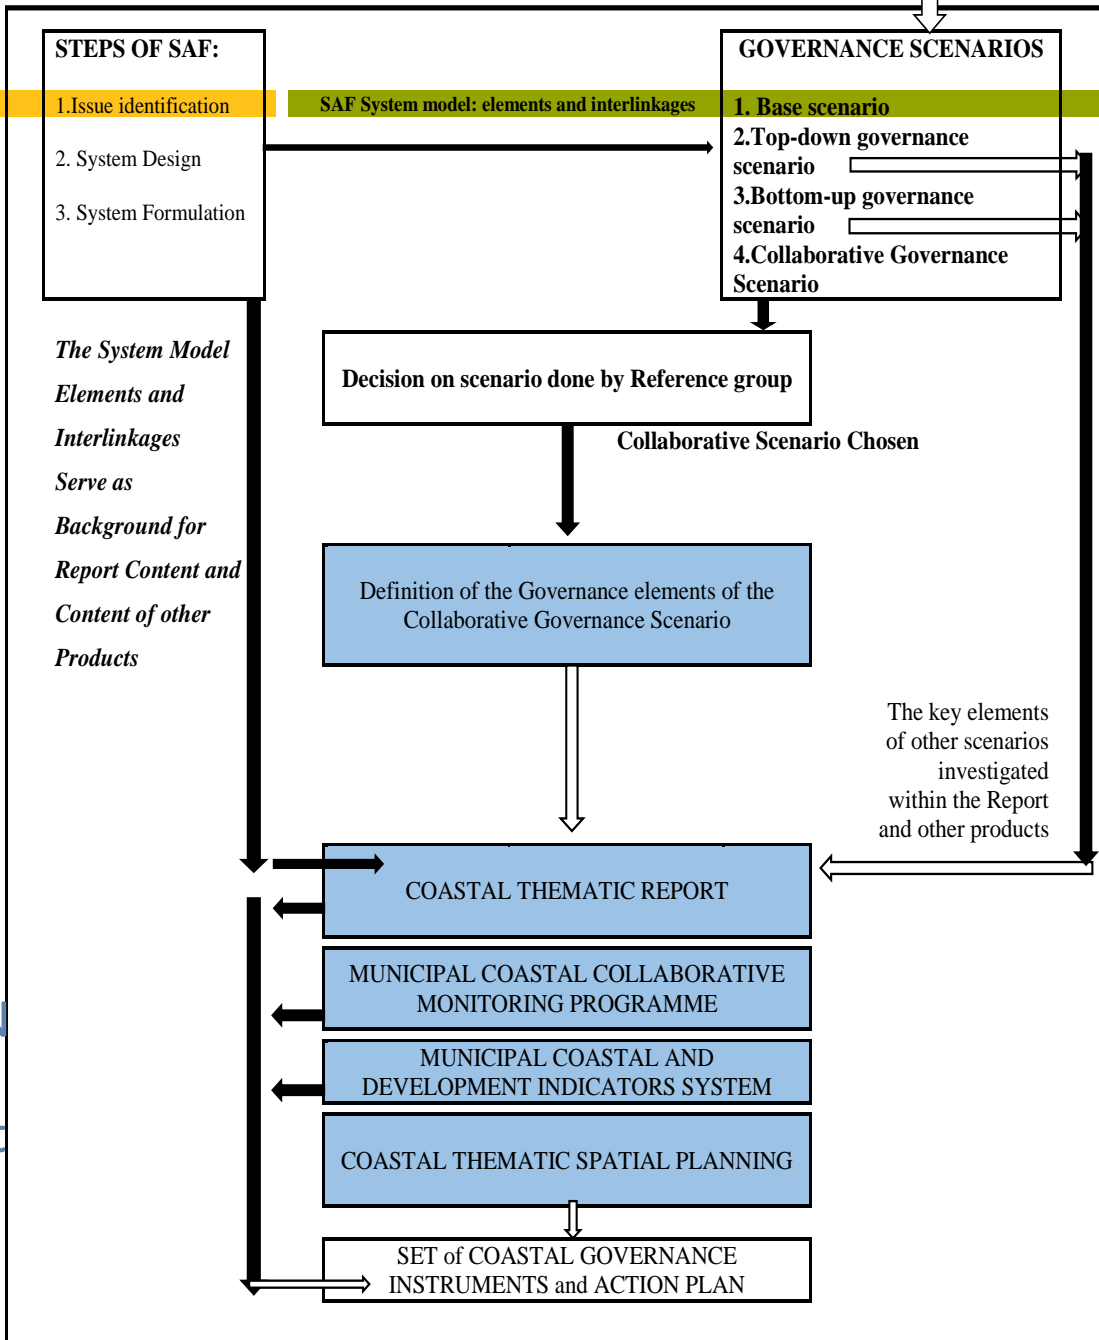 STEPS OF SAF:
1.Issue identification
2. System Design
3. System Formulation
SAF System model: elements and interlinkages
GOVERNANCE SCENARIOS
1. Base scenario
2.Top-down governance
scenario
3.Bottom-up governance
scenario
4.Collaborative Governance
Scenario
The System Model
Elements and
Interlinkages
Serve as
Background for
Report Content and
Content of other
Products
Decision on scenario done by Reference group
Collaborative Scenario Chosen
Definition of the Governance elements of the
Collaborative Governance Scenario
The key elements
of other scenarios
investigated
within the Report
and other products
COASTAL THEMATIC REPORT
MUNICIPAL COASTAL COLLABORATIVE
MONITORING PROGRAMME
MUNICIPAL COASTAL AND
DEVELOPMENT INDICATORS SYSTEM
COASTAL THEMATIC SPATIAL PLANNING
SET of COASTAL GOVERNANCE
INSTRUMENTS and ACTION PLAN